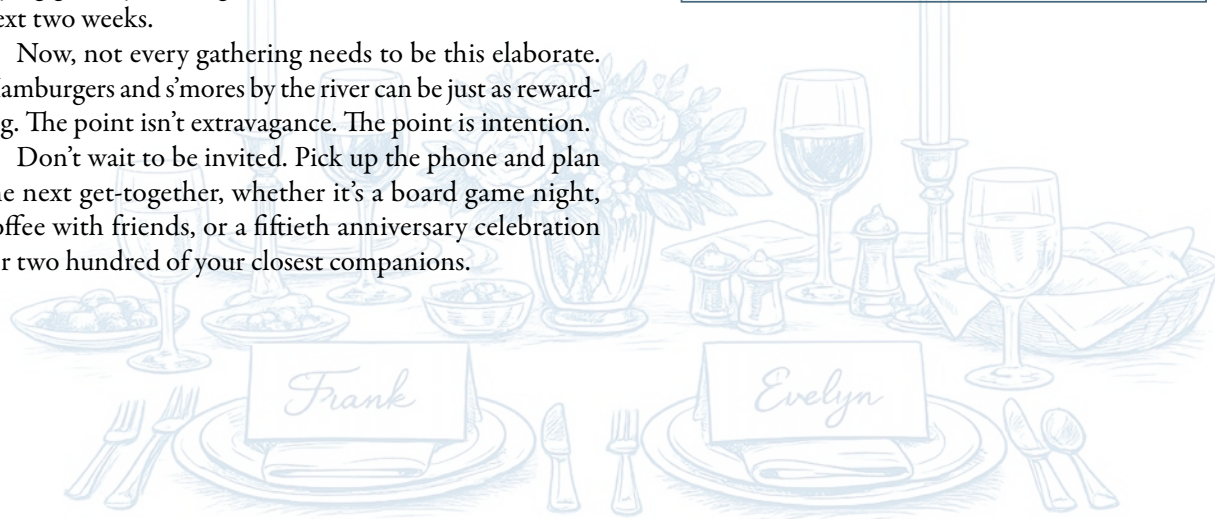 two weeks.
Now, not every gathering needs to be this elaborate.
and s’mores by the river can be just as reward-
The point isn’t extravagance. The point is intention.
Don’t wait to be invited. Pick up the phone and plan
next get-together, whether it’s a board game night,
with friends, or a fiftieth anniversary celebration
two hundred of your closest companions.
Frank
Evelyn